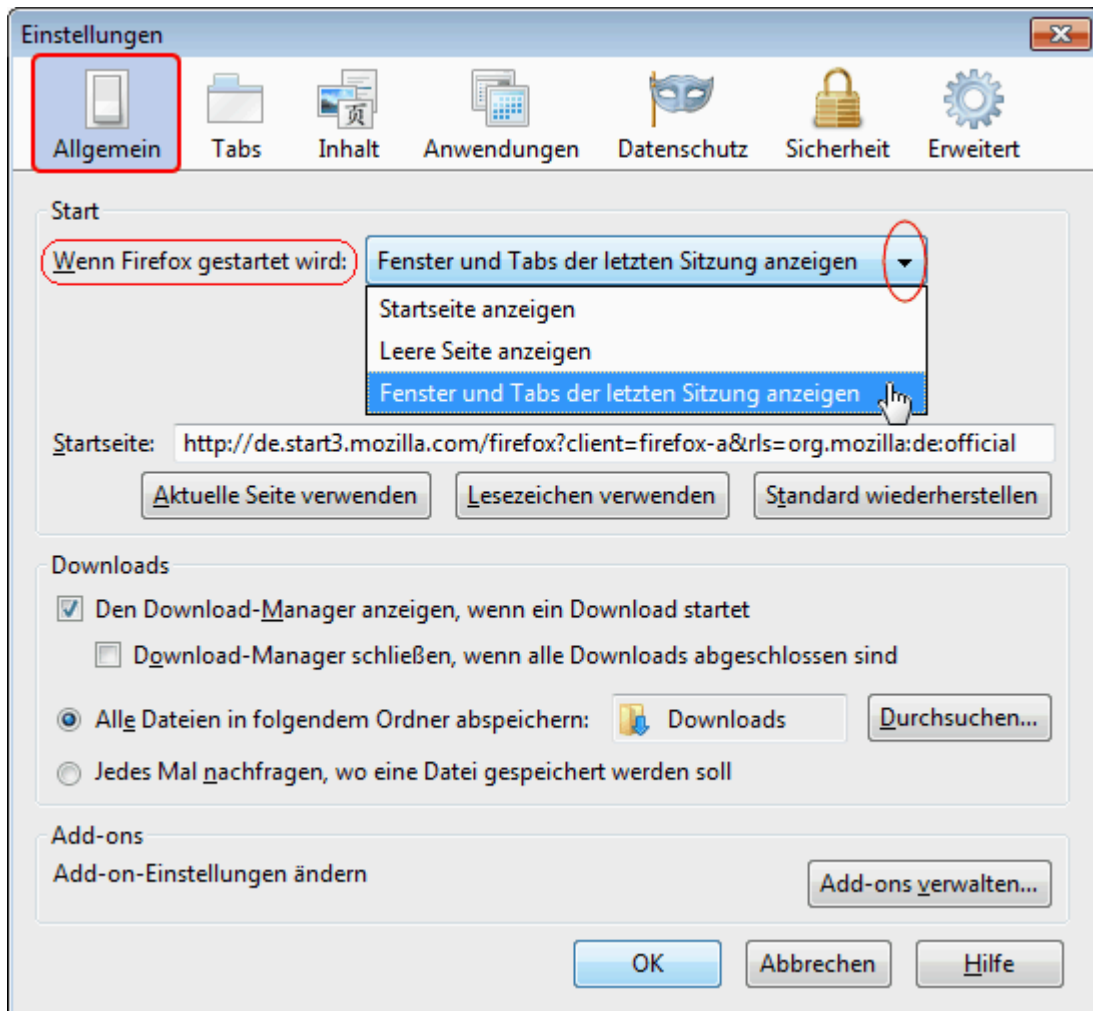 Einstellungen
Allgemein Tabs Inhalt Anwendungen Datenschutz Sicherheit Erweitert
页
Start
Wenn Firefox gestartet wird: Fenster und Tabs der letzten Sitzung anzeigen
Startseite anzeigen
Leere Seite anzeigen
Fenster und Tabs der letzten Sitzung anzeigen
Startseite: http://de.start3.mozilla.com/firefox?client=firefox-a&rls=org.mozilla:de:official
Aktuelle Seite verwenden Lesezeichen verwenden Standard wiederherstellen
Downloads
Den Download-Manager anzeigen, wenn ein Download startet
Download-Manager schließen, wenn alle Downloads abgeschlossen sind
Alle Dateien in folgendem Ordner abspeichern: Downloads Durchsuchen...
Jedes Mal nachfragen, wo eine Datei gespeichert werden soll
Add-ons
Add-on-Einstellungen ändern
Add-ons verwalten...
OK Abbrechen Hilfe